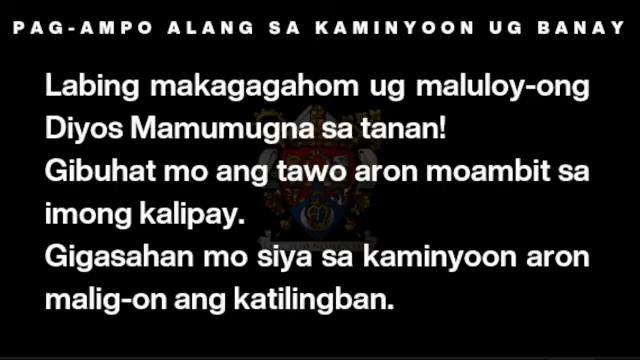 PAG-AMPO ALANG SA KAMINYOON UG BANAY
Labing makagagahom ug maluloy-ong
Diyos Mamumugna sa tanan!
Gibuhat mo ang tawo aron moambit sa
imong kalipay.
Gigasahan mo siya sa kaminyoon aron
malig-on ang katilingban.